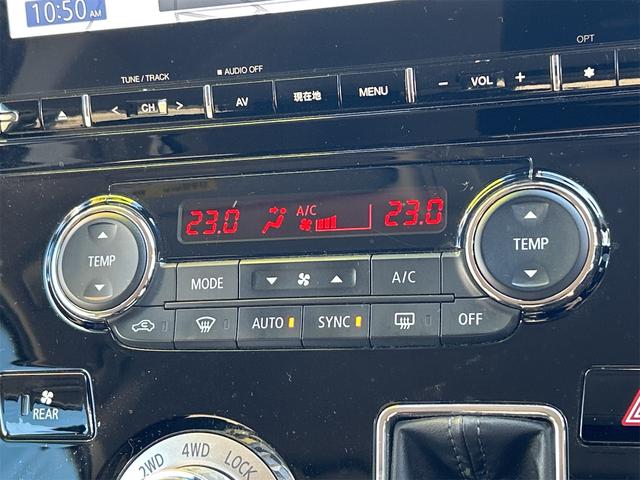 10:50 AM
TUNE / TRACK
AUDIO OFF
OPT
< CH >
AV
現在地
MENU
− VOL +
23.0
A/C
23.0
TEMP
MODE
A/C
TEMP
AUTO
SYNC
OFF
REAR
2WD
4WD
LOCK